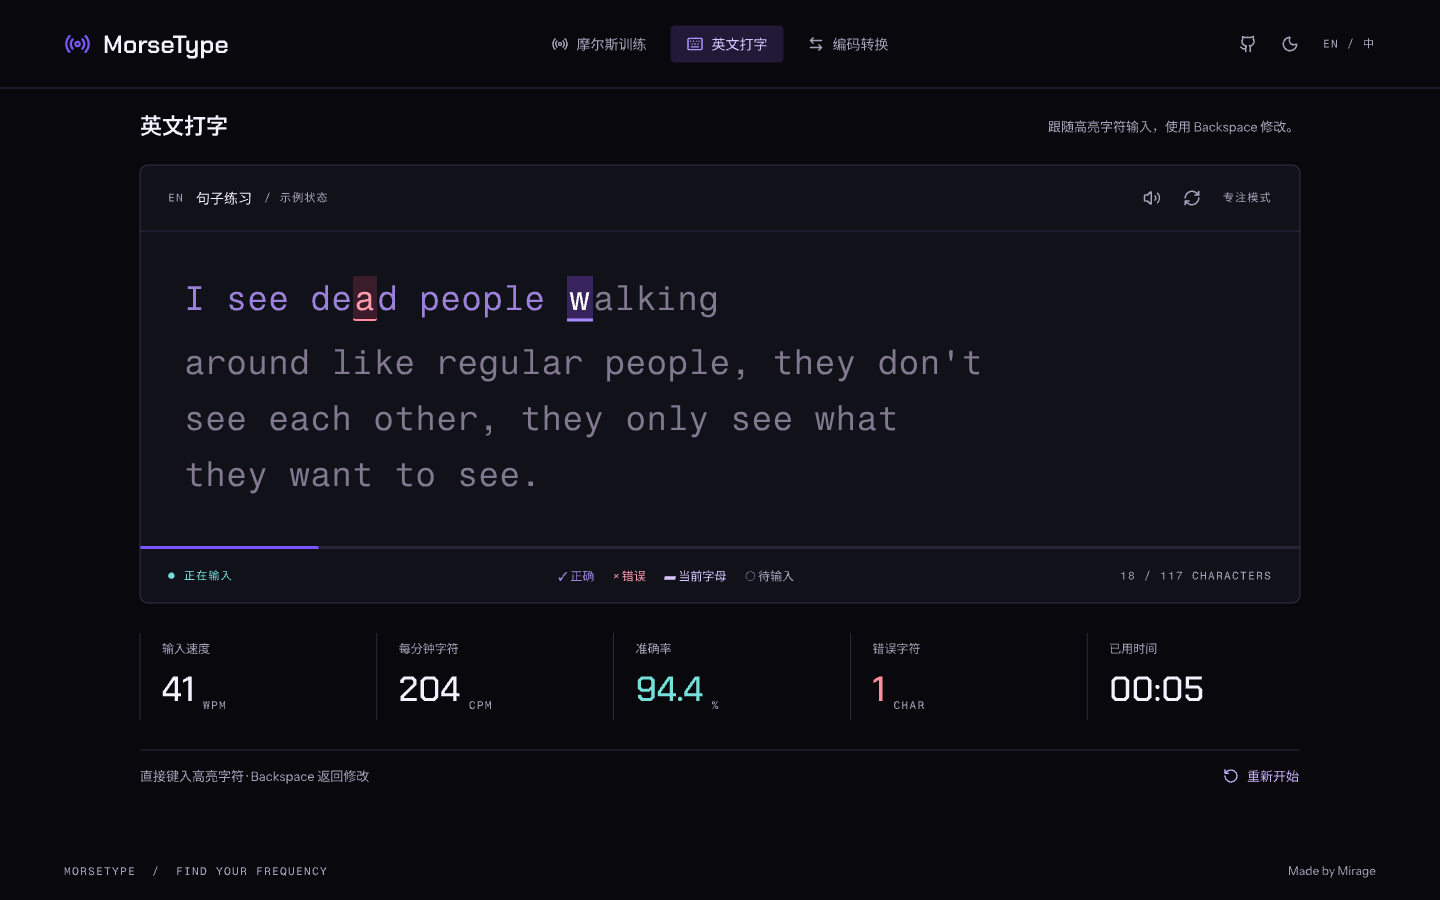 MorseType
摩尔斯训练
英文打字
编码转换
EN / 中
英文打字
跟随高亮字符输入，使用 Backspace 修改。
EN 句子练习 / 示例状态
专注模式
I see dead people walking
around like regular people, they don't
see each other, they only see what
they want to see.
正在输入
✓正确 ×错误 当前字母 待输入
18 / 117 CHARACTERS
输入速度
41 WPM
每分钟字符
204 CPM
准确率
94.4 %
错误字符
1 CHAR
已用时间
00:05
直接键入高亮字符·Backspace 返回修改
重新开始
MORSETYPE / FIND YOUR FREQUENCY
Made by Mirage